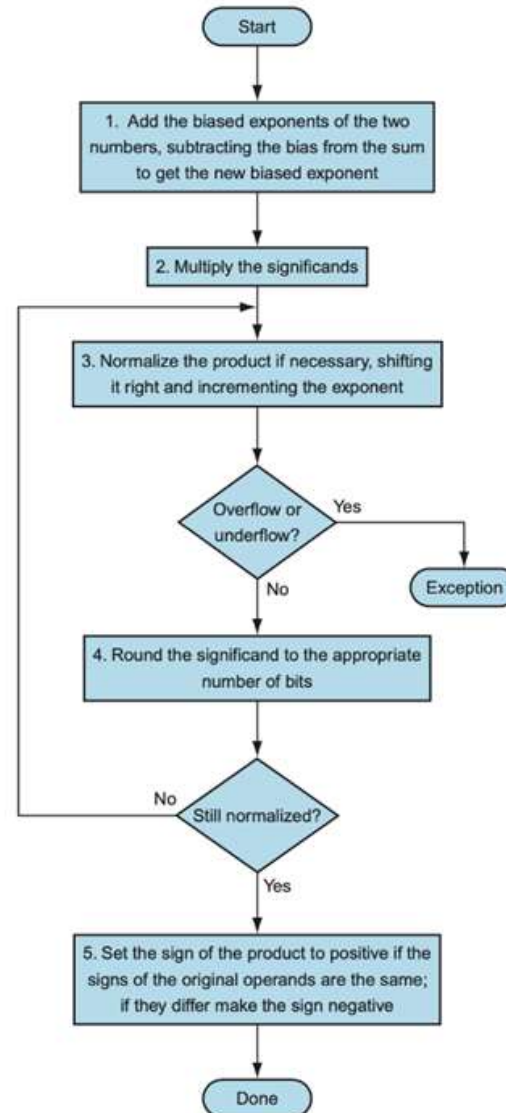 Start
1. Add the biased exponents of the two
numbers, subtracting the bias from the sum
to get the new biased exponent
2. Multiply the significands
3. Normalize the product if necessary, shifting
it right and incrementing the exponent
Overflow or
underflow?
Yes
Exception
No
4. Round the significand to the appropriate
number of bits
No
Still normalized?
Yes
5. Set the sign of the product to positive if the
signs of the original operands are the same;
if they differ make the sign negative
Done